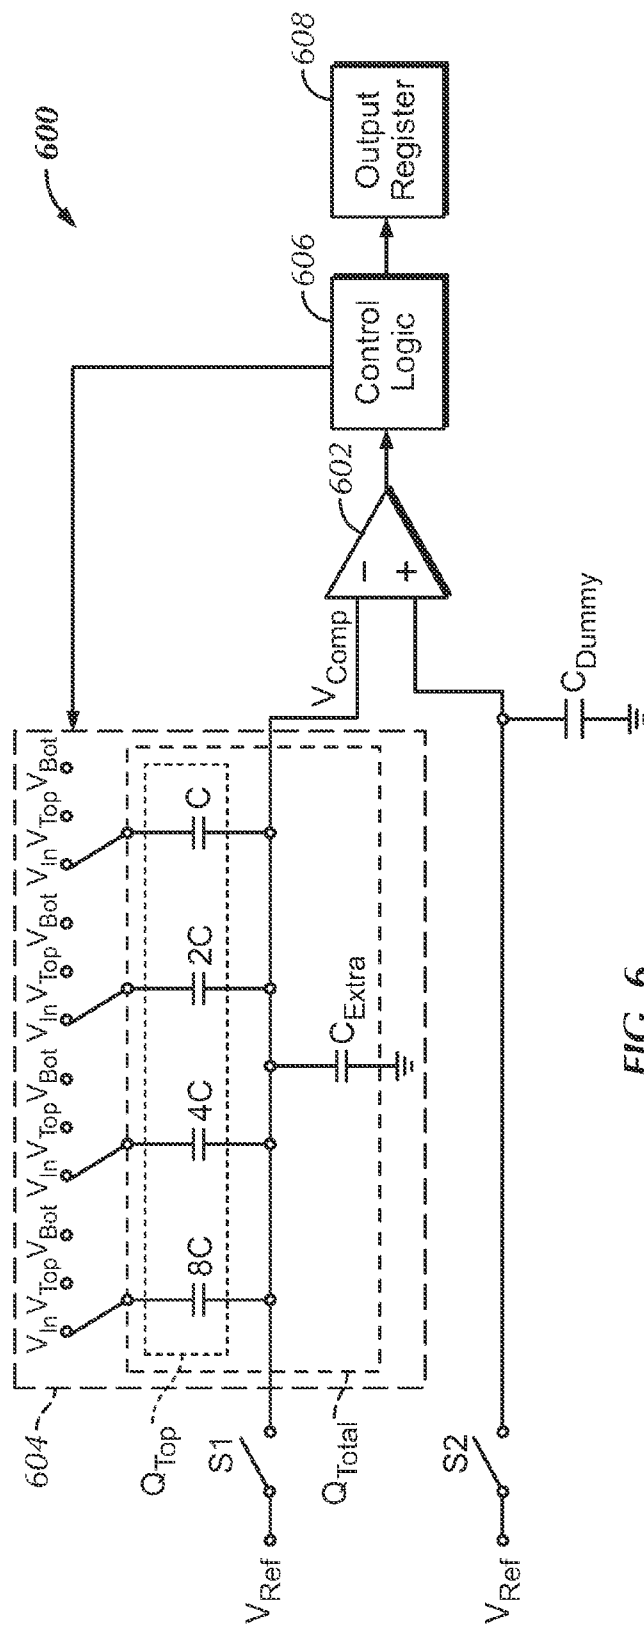 600
604
V_In V_Top V_Bot V_In V_Top V_Bot V_In V_Top V_Bot V_In V_Top V_Bot
Q_Top
8C 4C 2C C
S1
V_Ref
Q_Total
C_Extra
V_Comp
602
−
+
606
Control
Logic
608
Output
Register
S2
V_Ref
C_Dummy
FIG. 6